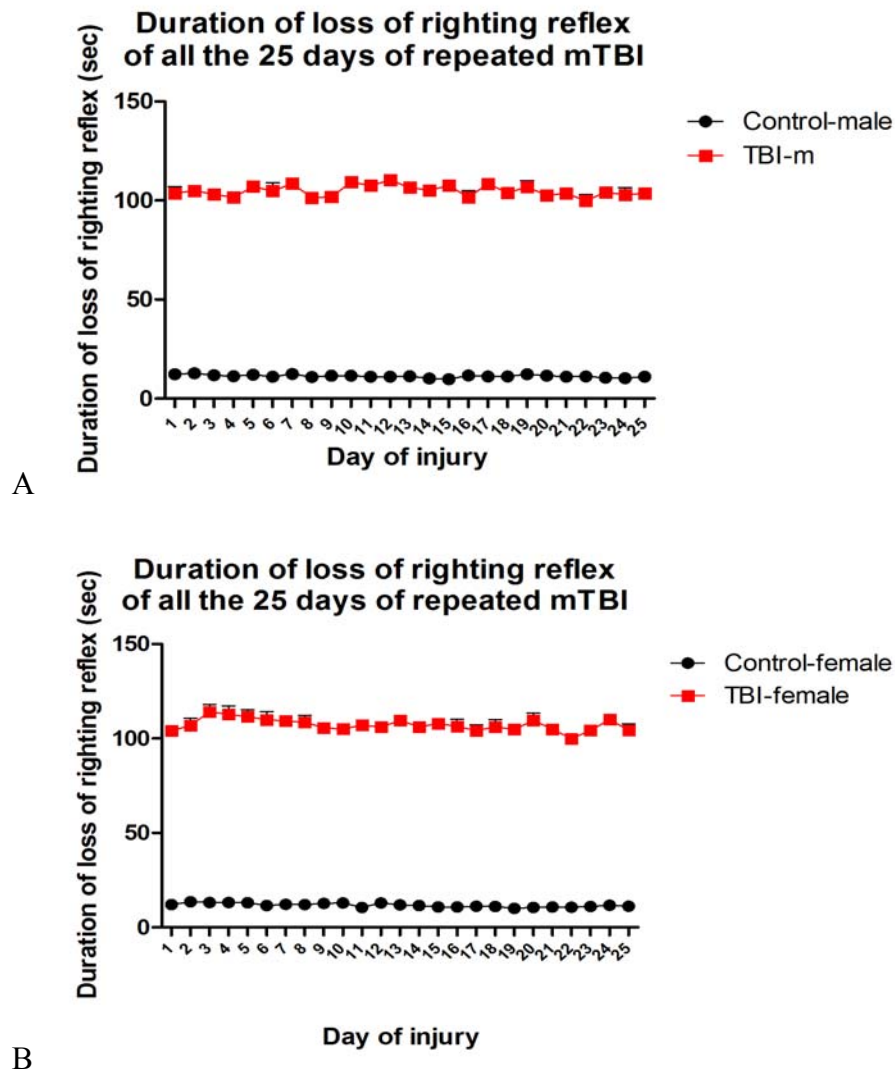 Duration of loss of righting reflex
of all the 25 days of repeated mTBI
Duration of loss of righting reflex (sec)
150
100
50
0
Control-male
TBI-m
1 2 3 4 5 6 7 8 9 10 11 12 13 14 15 16 17 18 19 20 21 22 23 24 25
Day of injury
A
Duration of loss of righting reflex
of all the 25 days of repeated mTBI
Duration of loss of righting reflex (sec)
150
100
50
0
Control-female
TBI-female
1 2 3 4 5 6 7 8 9 10 11 12 13 14 15 16 17 18 19 20 21 22 23 24 25
Day of injury
B